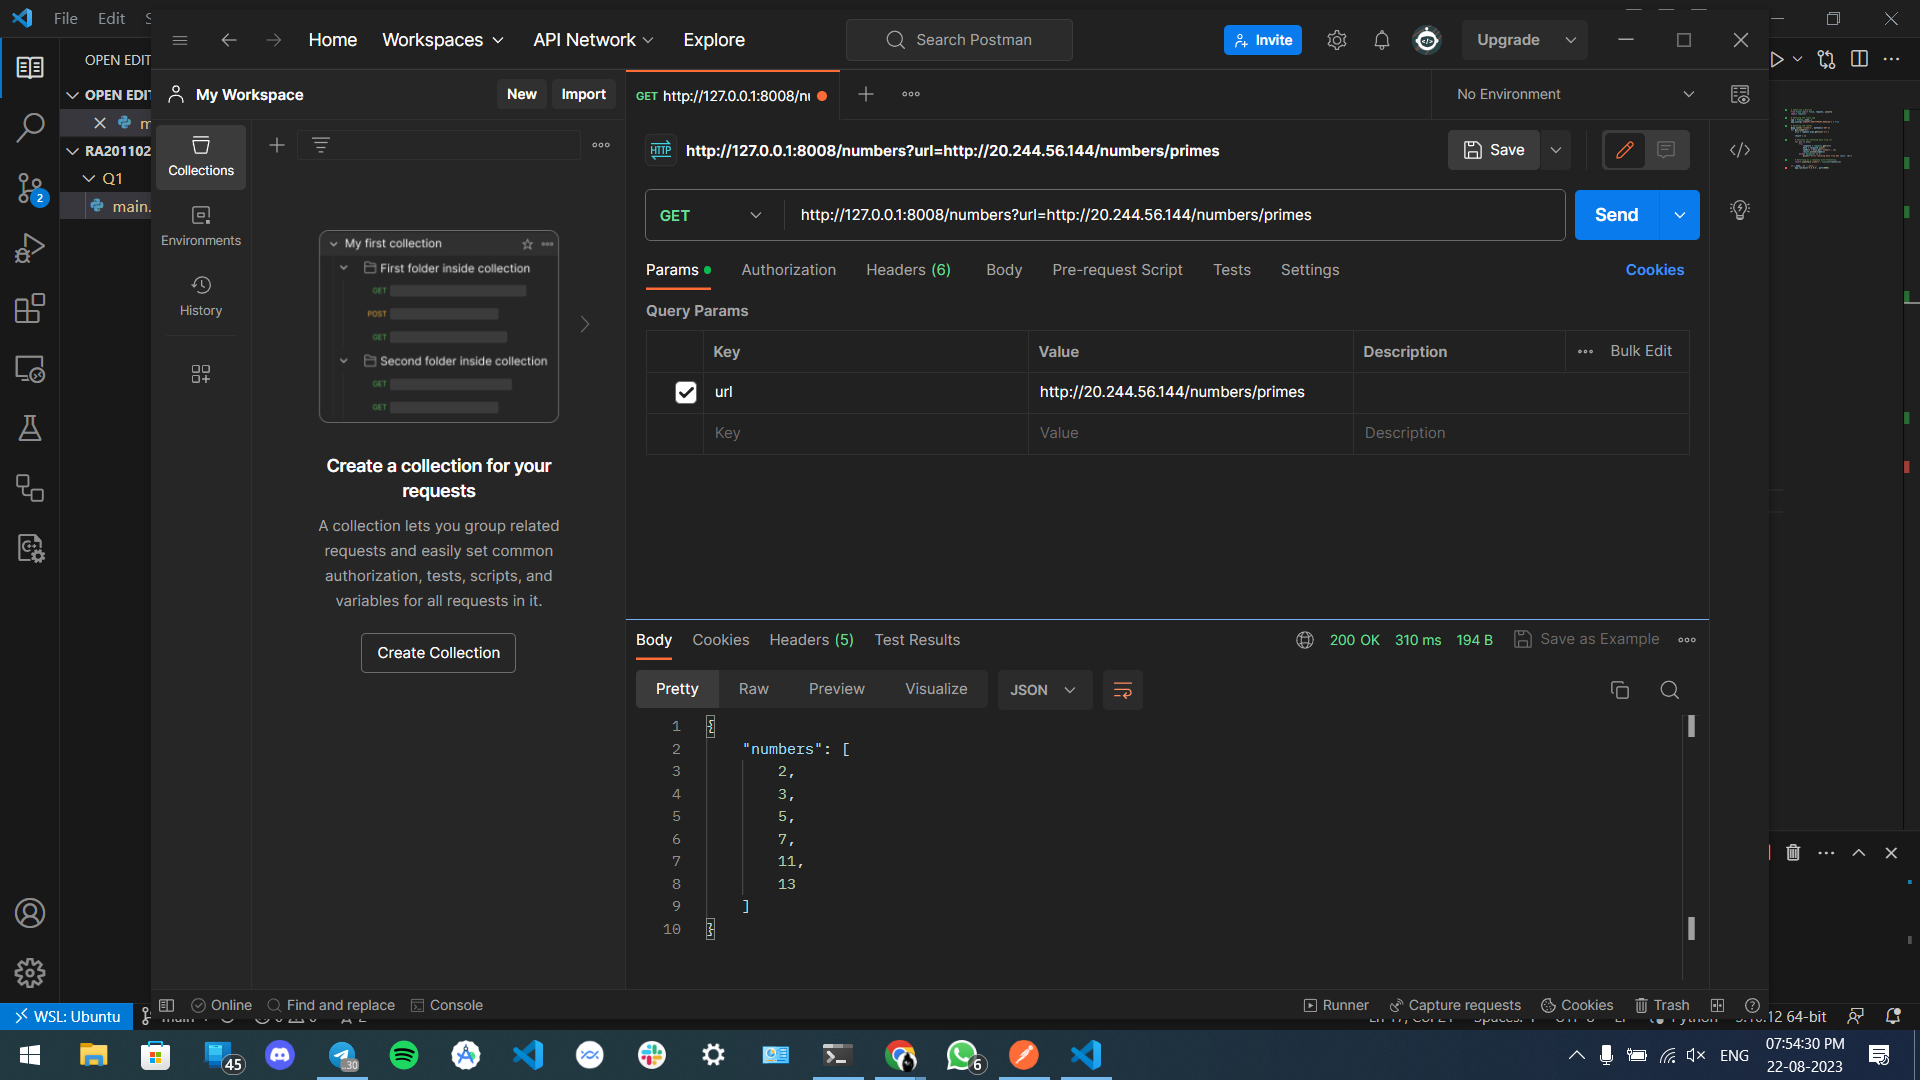 File Edit
Home Workspaces API Network Explore
Search Postman
Invite
Upgrade
OPEN EDIT
OPEN EDIT
RA201102
Q1
main.
2
My Workspace
New Import
GET http://127.0.0.1:8008/nu
No Environment
Collections
Environments
History
My first collection
First folder inside collection
GET
POST
GET
Second folder inside collection
GET
GET
Create a collection for your
requests
A collection lets you group related
requests and easily set common
authorization, tests, scripts, and
variables for all requests in it.
Create Collection
HTTP http://127.0.0.1:8008/numbers?url=http://20.244.56.144/numbers/primes
Save
GET http://127.0.0.1:8008/numbers?url=http://20.244.56.144/numbers/primes
Send
Params Authorization Headers (6) Body Pre-request Script Tests Settings Cookies
Query Params
Key Value Description Bulk Edit
url http://20.244.56.144/numbers/primes
Key Value Description
Body Cookies Headers (5) Test Results 200 OK 310 ms 194 B Save as Example
Pretty Raw Preview Visualize JSON
1 {
2 "numbers": [
3 2,
4 3,
5 5,
6 7,
7 11,
8 13
9 ]
10 }
Online Find and replace Console Runner Capture requests Cookies Trash
WSL: Ubuntu
64-bit
45
.30
6
ENG
07:54:30 PM
22-08-2023